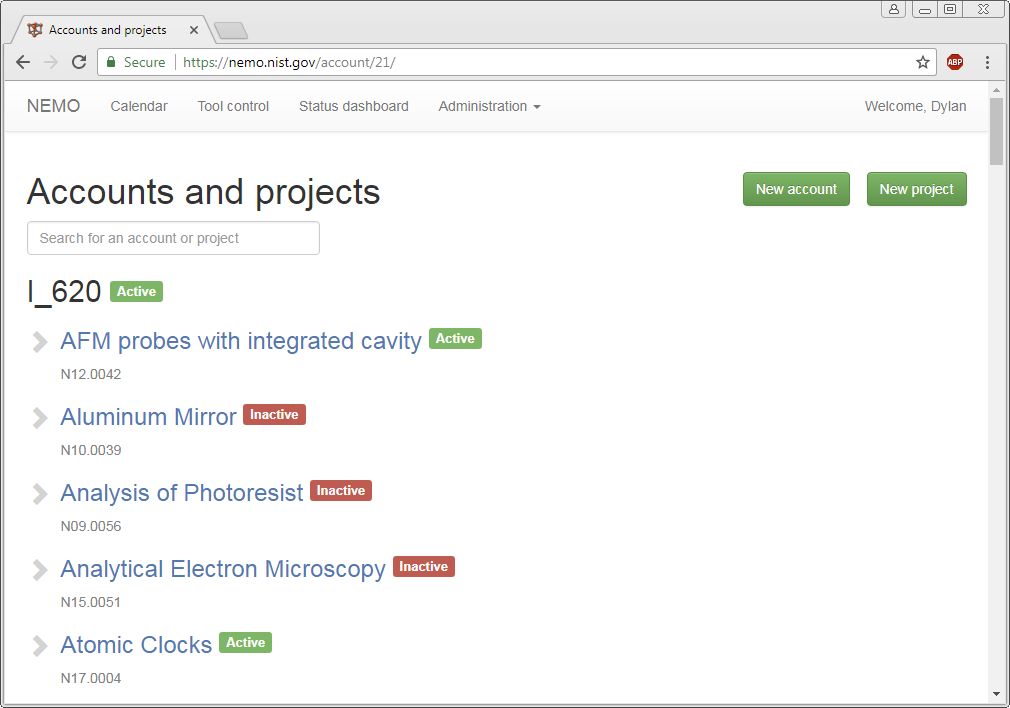 Accounts and projects
Secure https://nemo.nist.gov/account/21/
ABP
NEMO Calendar Tool control Status dashboard Administration Welcome, Dylan
Accounts and projects New account New project
Search for an account or project
I_620 Active
AFM probes with integrated cavity Active
N12.0042
Aluminum Mirror Inactive
N10.0039
Analysis of Photoresist Inactive
N09.0056
Analytical Electron Microscopy Inactive
N15.0051
Atomic Clocks Active
N17.0004